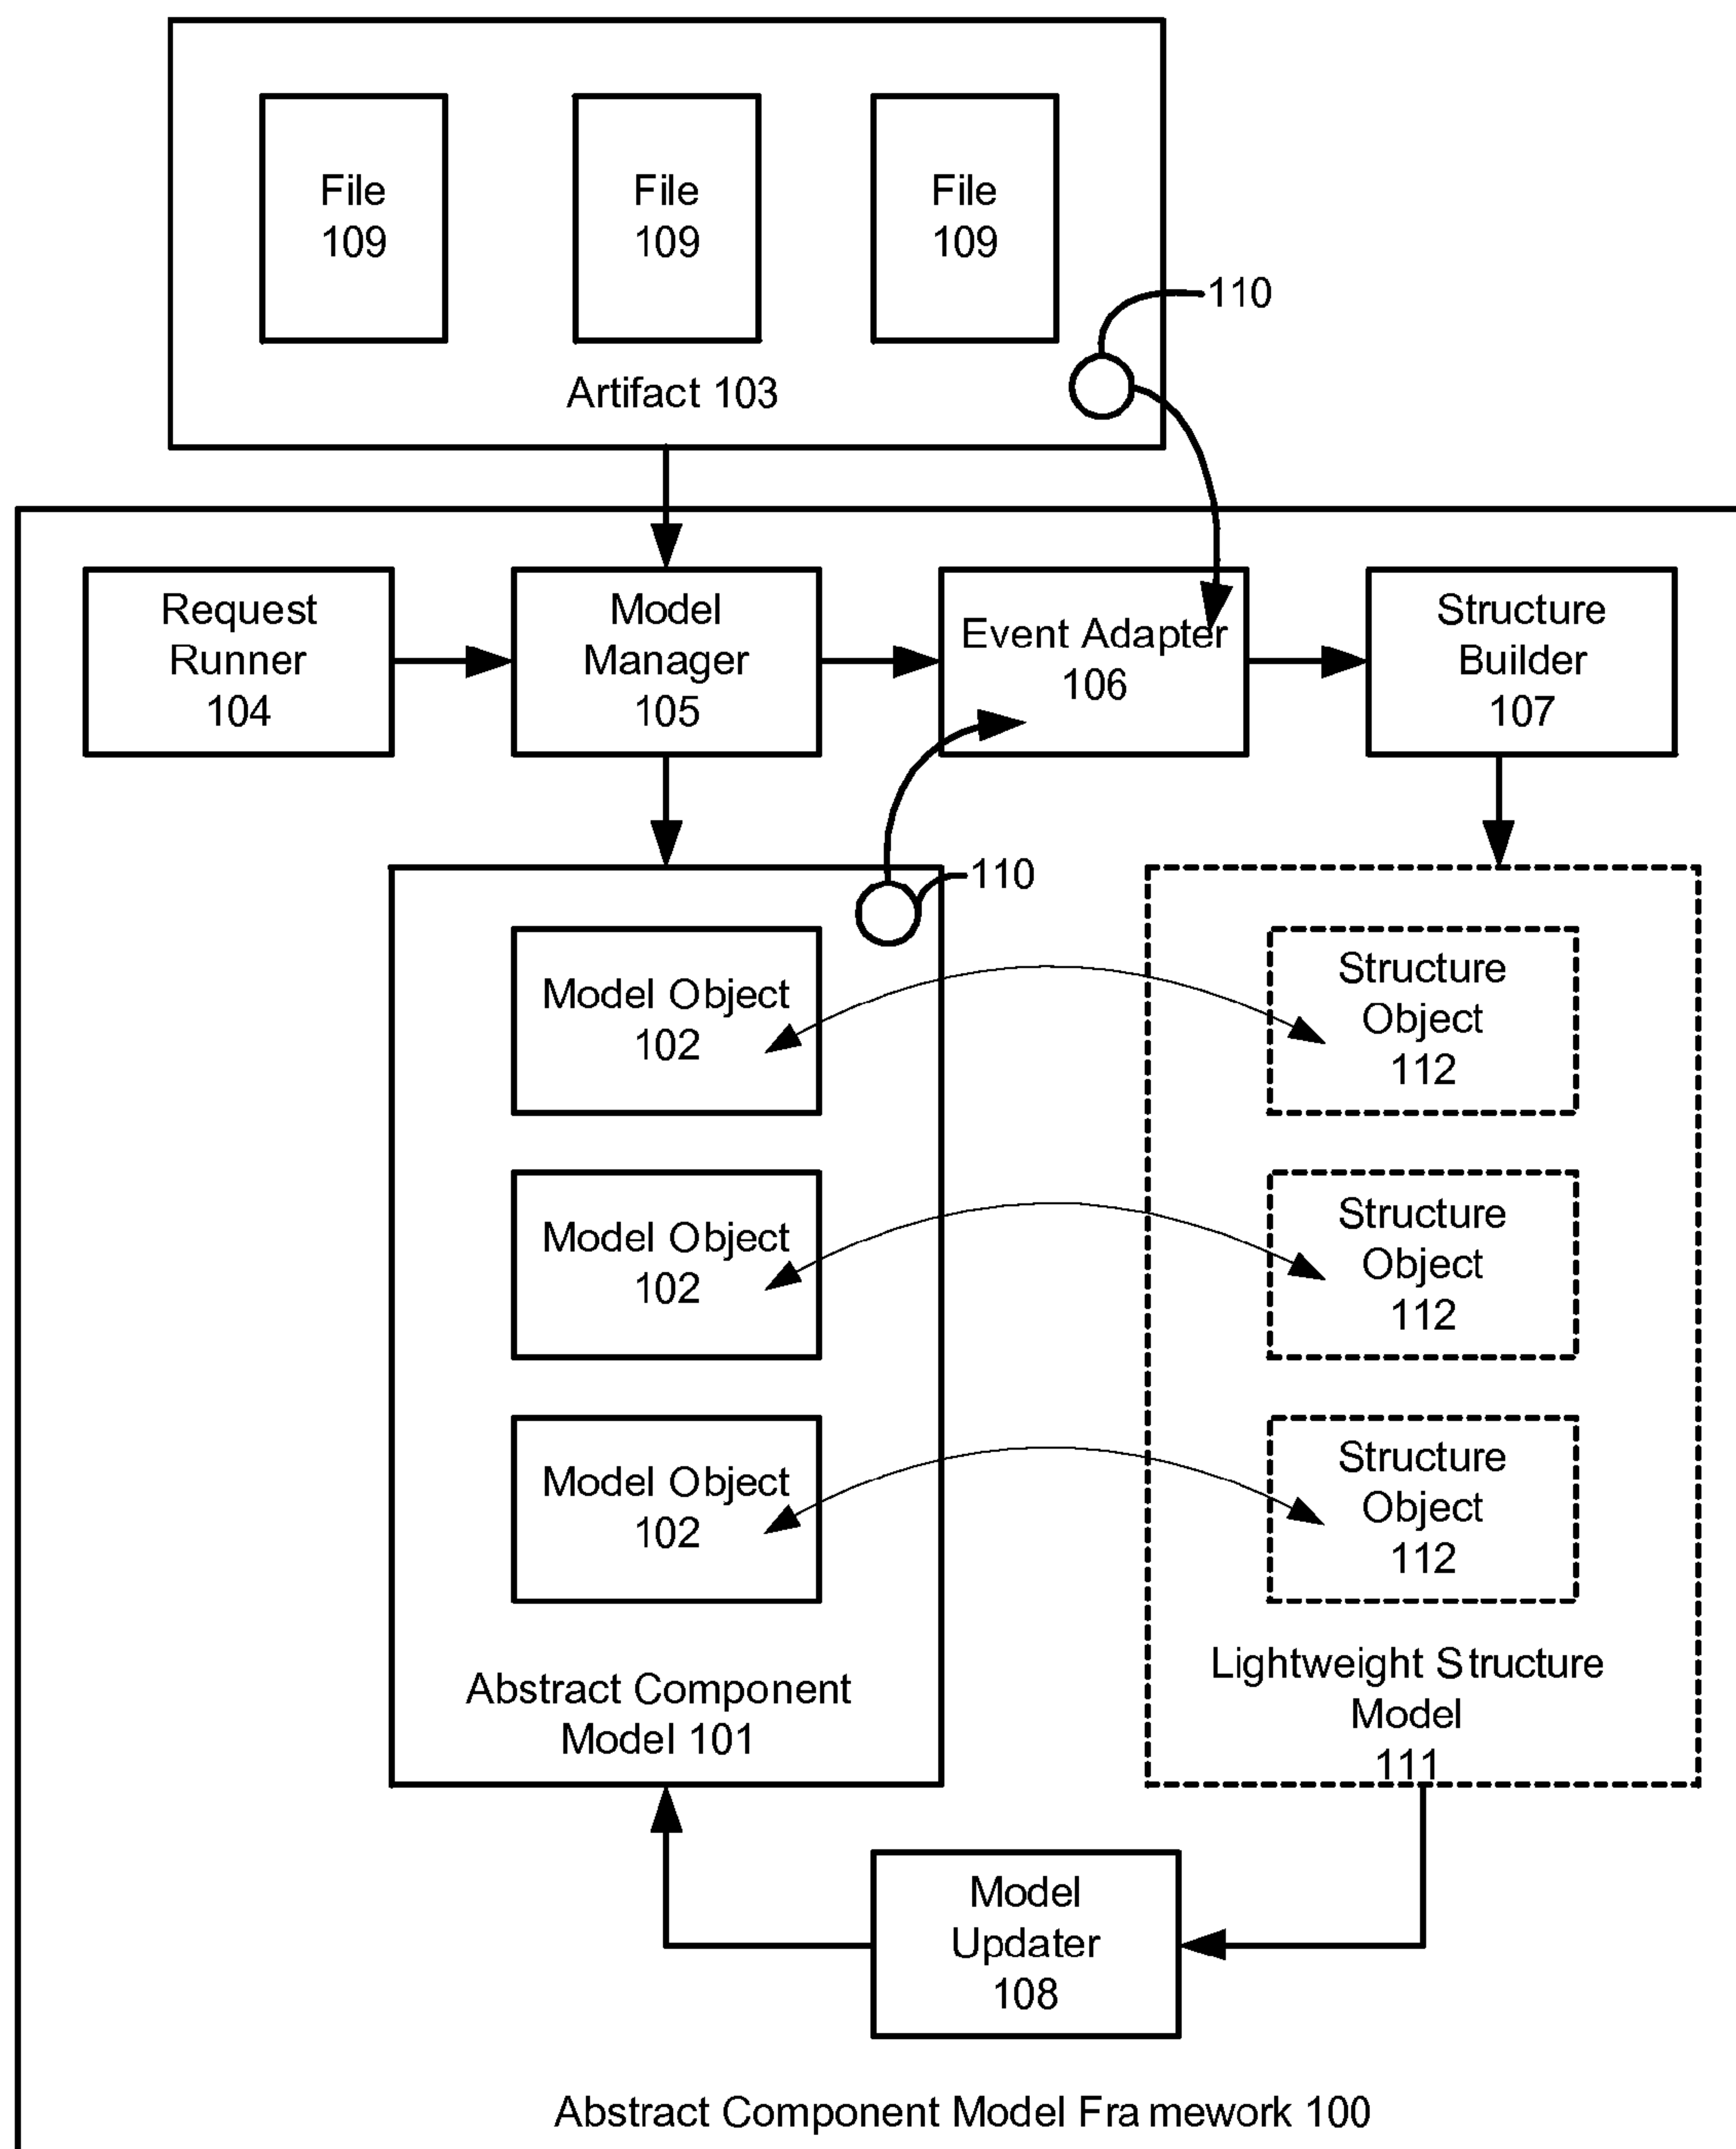 File
109
File
109
File
109
110
Artifact 103
Request
Runner
104
Model
Manager
105
Event Adapter
106
Structure
Builder
107
110
Model Object
102
Structure
Object
112
Model Object
102
Structure
Object
112
Model Object
102
Structure
Object
112
Abstract Component
Model 101
Lightweight Structure
Model
111
Model
Updater
108
Abstract Component Model Framework 100